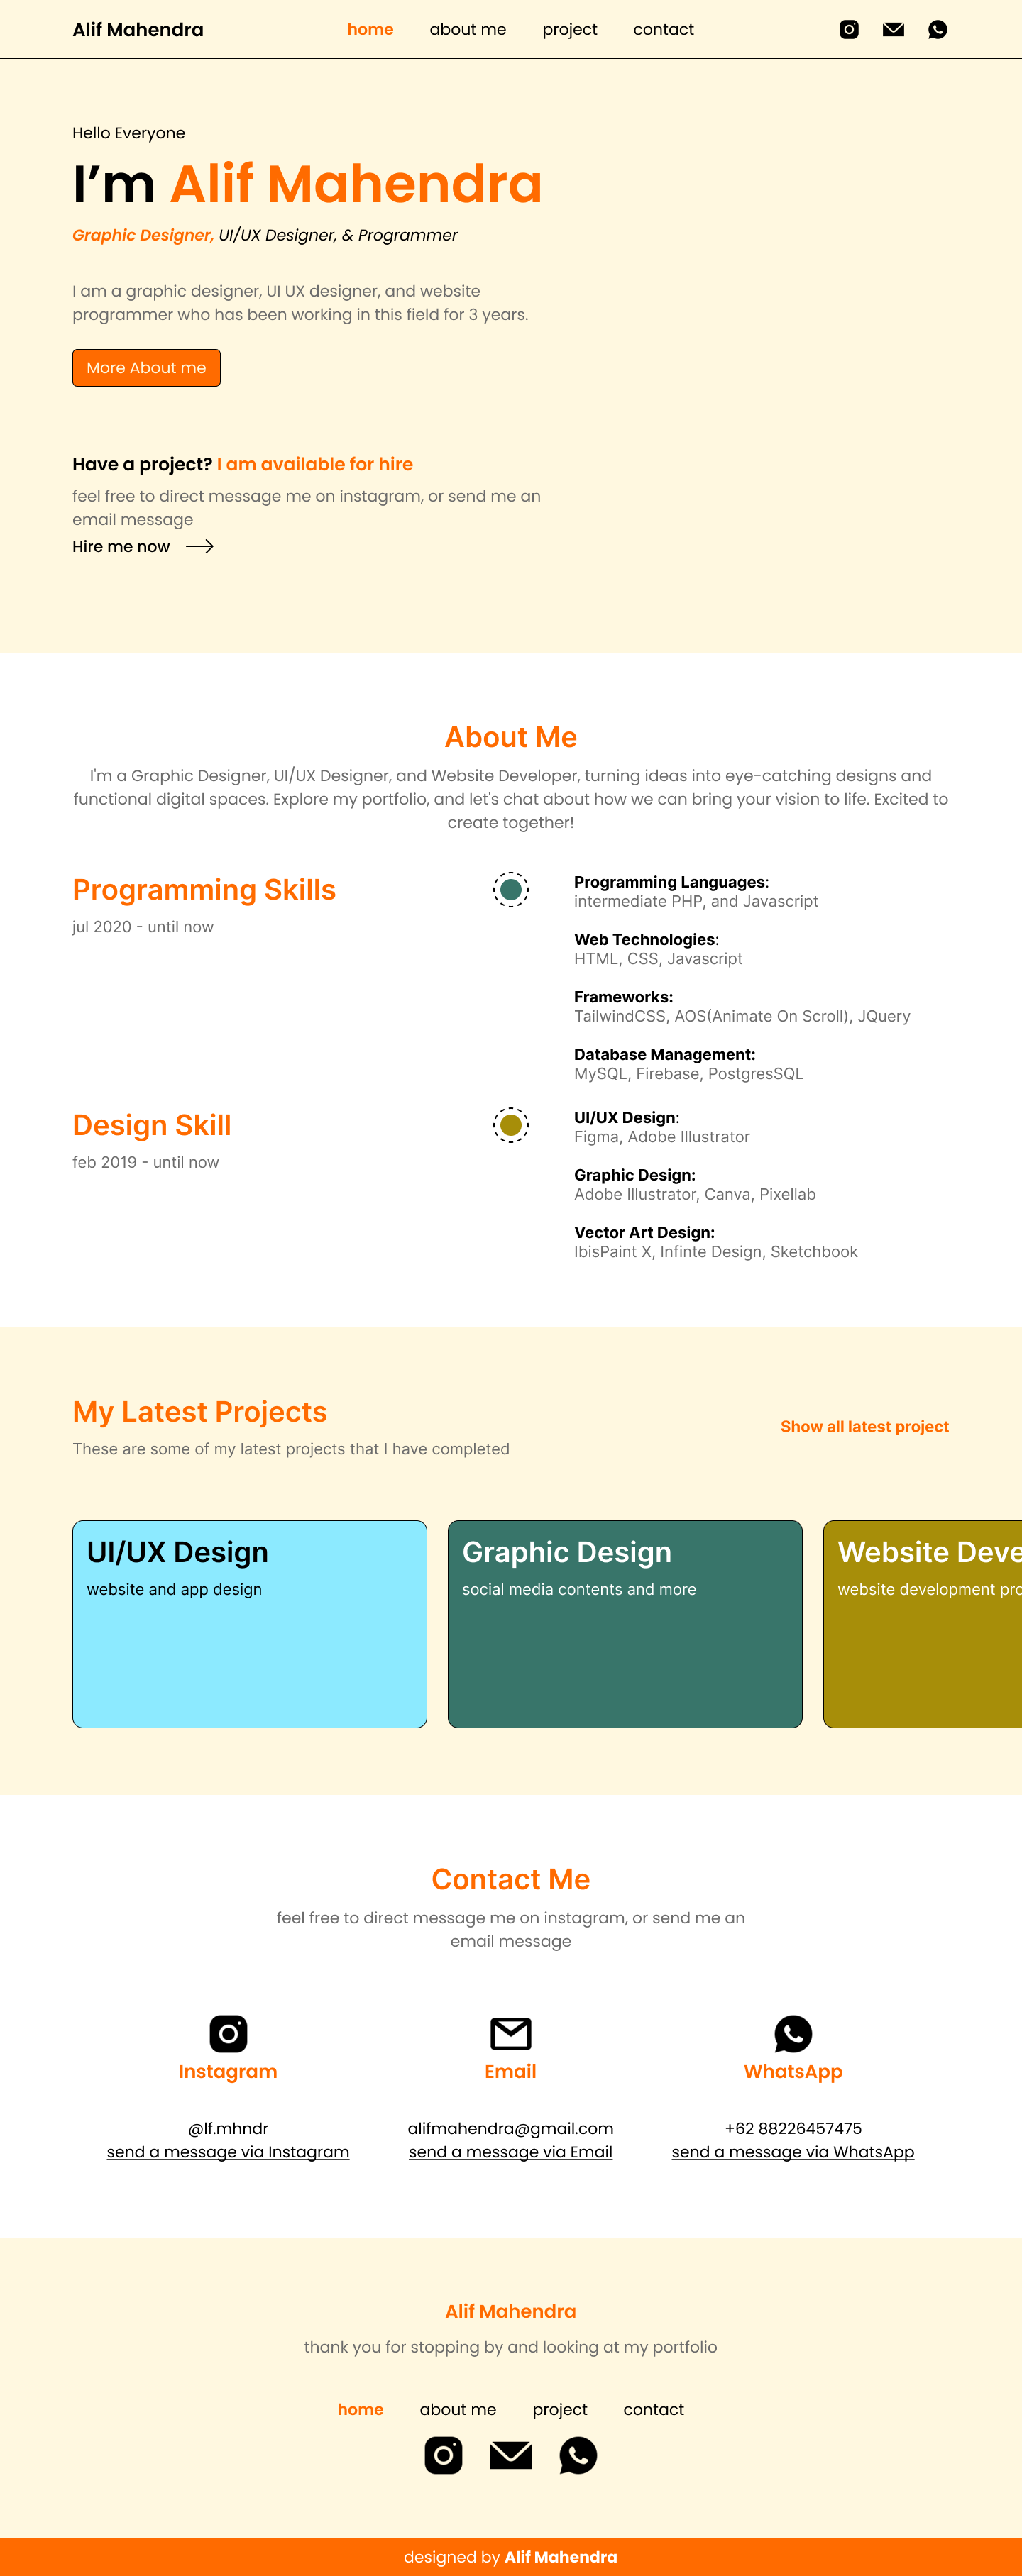 Alif Mahendra
home about me project contact
Hello Everyone
I’m Alif Mahendra
Graphic Designer, UI/UX Designer, & Programmer
I am a graphic designer, UI UX designer, and website
programmer who has been working in this field for 3 years.
More About me
Have a project? I am available for hire
feel free to direct message me on instagram, or send me an
email message
Hire me now
About Me
I'm a Graphic Designer, UI/UX Designer, and Website Developer, turning ideas into eye-catching designs and
functional digital spaces. Explore my portfolio, and let's chat about how we can bring your vision to life. Excited to
create together!
Programming Skills
jul 2020 - until now
Programming Languages:
intermediate PHP, and Javascript
Web Technologies:
HTML, CSS, Javascript
Frameworks:
TailwindCSS, AOS(Animate On Scroll), JQuery
Database Management:
MySQL, Firebase, PostgresSQL
Design Skill
feb 2019 - until now
UI/UX Design:
Figma, Adobe Illustrator
Graphic Design:
Adobe Illustrator, Canva, Pixellab
Vector Art Design:
IbisPaint X, Infinte Design, Sketchbook
My Latest Projects
These are some of my latest projects that I have completed
Show all latest project
UI/UX Design
website and app design
Graphic Design
social media contents and more
Website Deve
website development pro
Contact Me
feel free to direct message me on instagram, or send me an
email message
Instagram
@lf.mhndr
send a message via Instagram
Email
alifmahendra@gmail.com
send a message via Email
WhatsApp
+62 88226457475
send a message via WhatsApp
Alif Mahendra
thank you for stopping by and looking at my portfolio
home about me project contact
designed by Alif Mahendra